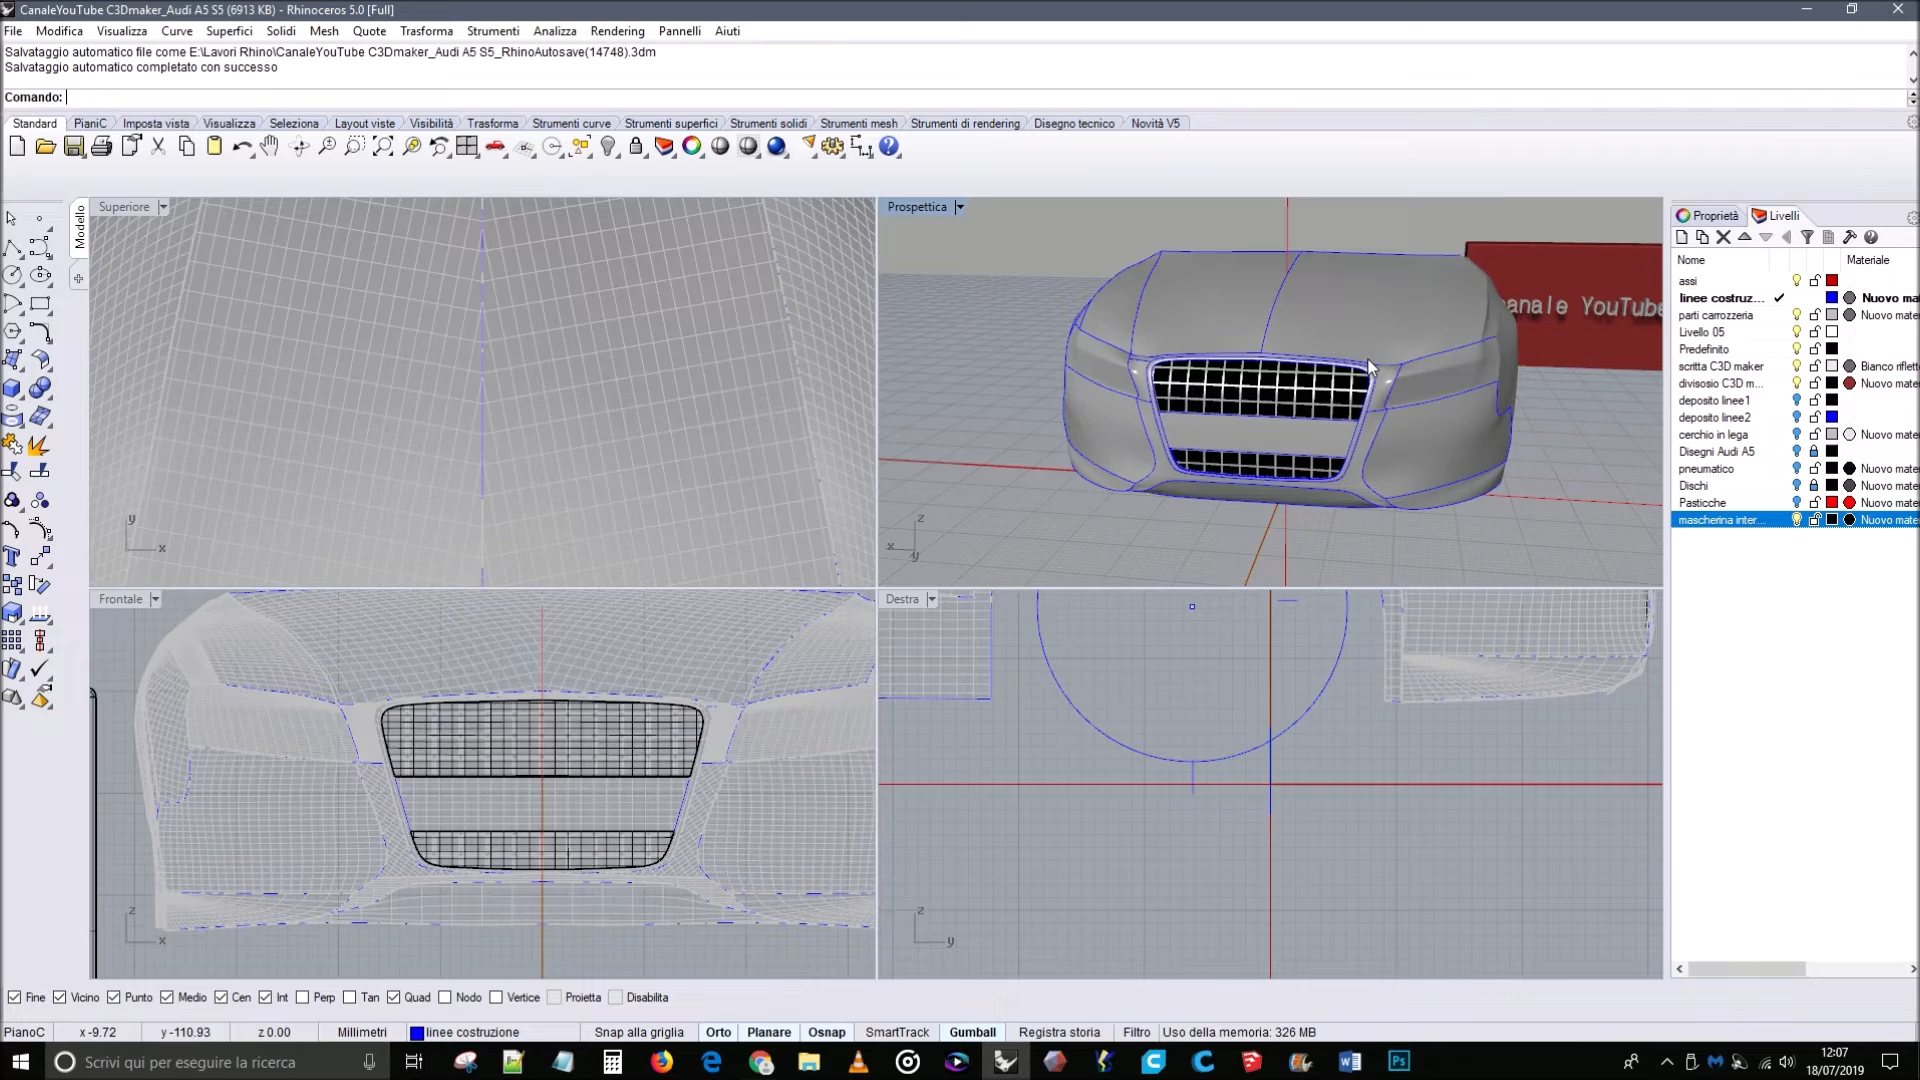 CanaleYouTube C3Dmaker_Audi A5 S5 (6913 KB) - Rhinoceros 5.0 [Full]
File Modifica Visualizza Curve Superfici Solidi Mesh Quote Trasforma Strumenti Analizza Rendering Pannelli Aiuti
Salvataggio automatico file come E:\Lavori Rhino\CanaleYouTube C3Dmaker_Audi A5 S5_RhinoAutosave(14748).3dm
Salvataggio automatico completato con successo
Comando:
Standard PianiC Imposta vista Visualizza Seleziona Layout viste Visibilità Trasforma Strumenti curve Strumenti superfici Strumenti solidi Strumenti mesh Strumenti di rendering Disegno tecnico Novità V5
Modello
Superiore
y
x
Prospettica
anale YouTube
z
x
y
Frontale
z
x
Destra
z
y
Proprietà Livelli
Nome Materiale
assi
linee costruz... Nuovo ma
parti carrozzeria Nuovo mate
Livello 05
Predefinito
scritta C3D maker Bianco riflett
divisosio C3D m... Nuovo mate
deposito linee1
deposito linee2
cerchio in lega Nuovo mate
Disegni Audi A5
pneumatico Nuovo mate
Dischi Nuovo mate
Pasticche Nuovo mate
mascherina inter... Nuovo mate
Fine Vicino Punto Medio Cen Int Perp Tan Quad Nodo Vertice Proietta Disabilita
PianoC x -9.72 y -110.93 z 0.00 Millimetri linee costruzione Snap alla griglia Orto Planare Osnap SmartTrack Gumball Registra storia Filtro Uso della memoria: 326 MB
Scrivi qui per eseguire la ricerca
12:07
18/07/2019